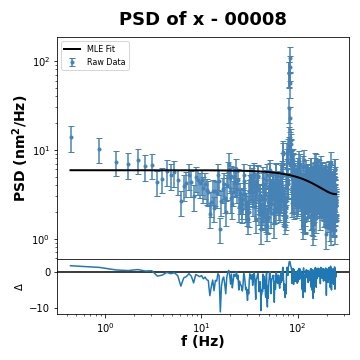 PSD of x - 00008
MLE Fit
Raw Data
PSD (nm²/Hz)
10²
10¹
10⁰
Δ
0
−10
10⁰
10¹
10²
f (Hz)